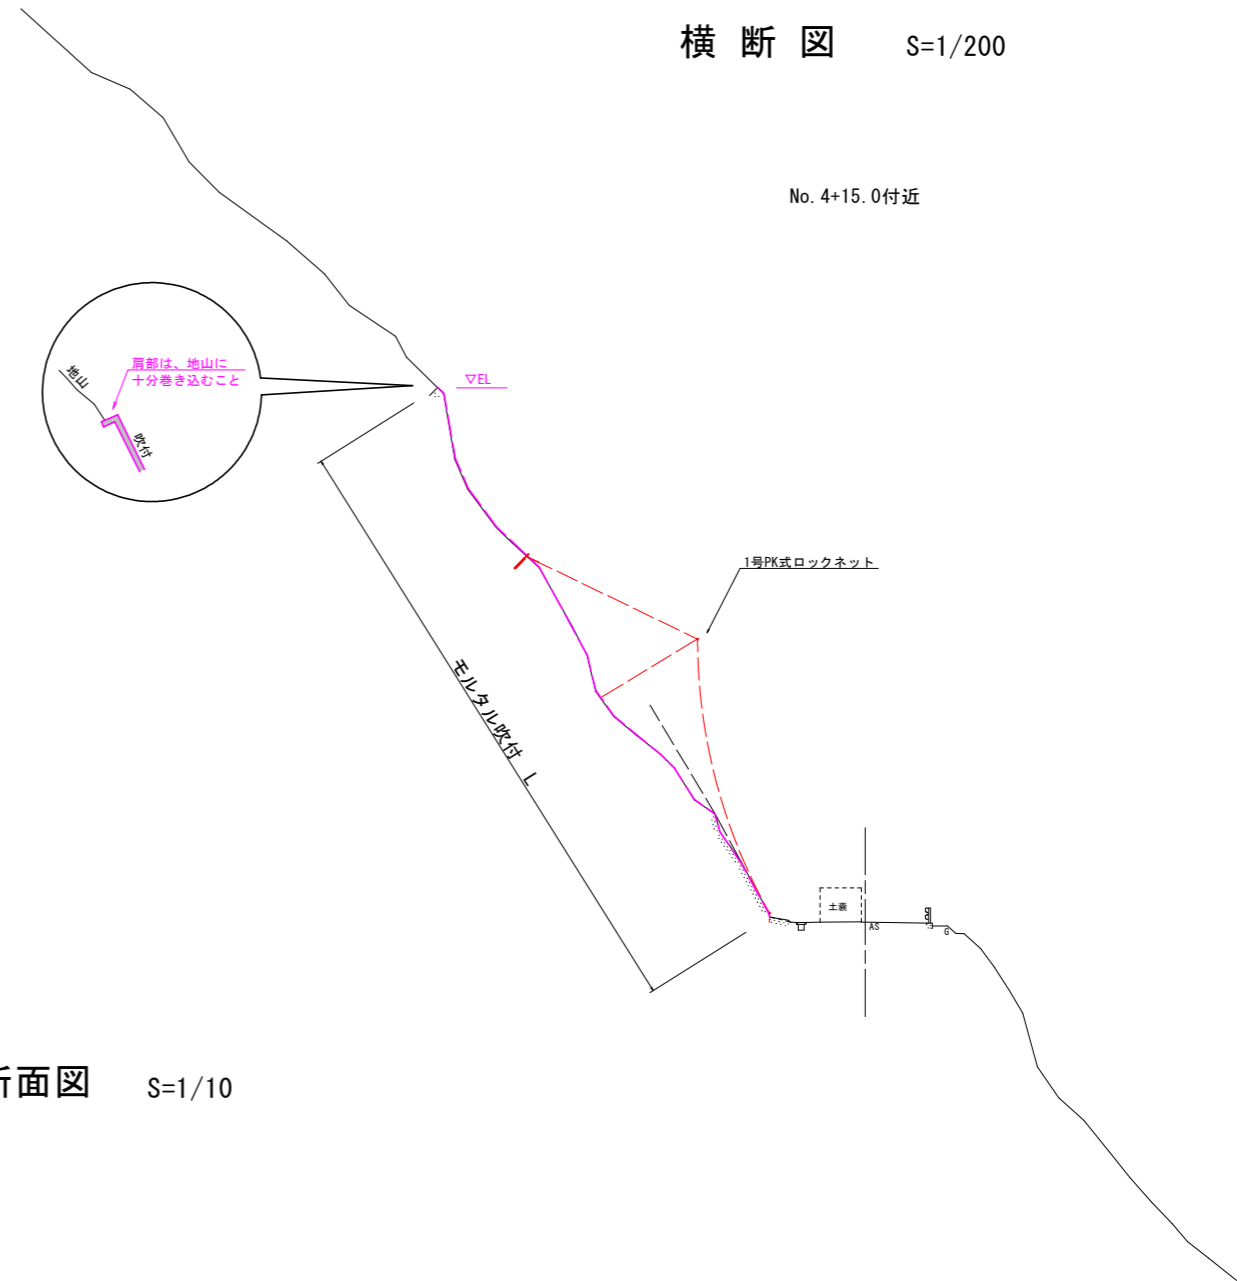 横断図 S=1/200
No.4+15.0付近
肩部は、地山に
十分巻き込むこと
地山
吹付
▽EL
1号PK式ロックネット
モルタル吹付 L
土嚢
AS
G
断面図 S=1/10